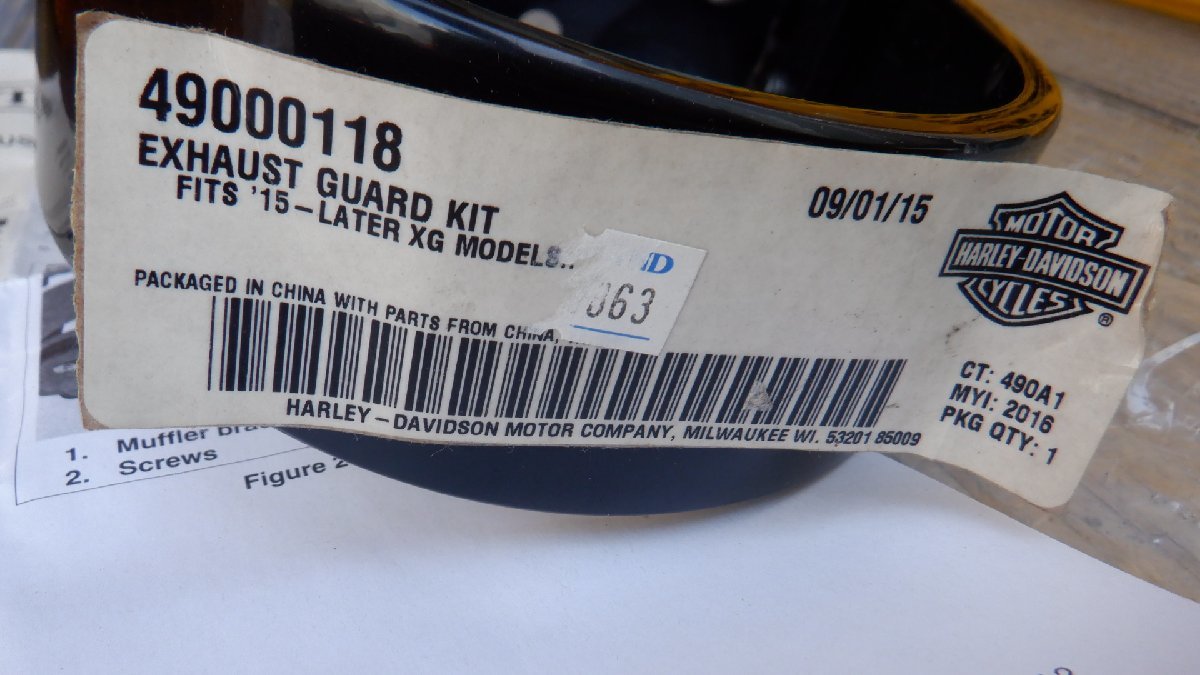 49000118
EXHAUST GUARD KIT
FITS '15-LATER XG MODELS..
09/01/15
MOTOR
HARLEY-DAVIDSON
CYCLES
®
063
PACKAGED IN CHINA WITH PARTS FROM CHINA,
HARLEY-DAVIDSON MOTOR COMPANY, MILWAUKEE WI. 53201 85009
CT: 490A1
MYI: 2016
PKG QTY: 1
1. Muffler
2. Screws
Figure 2